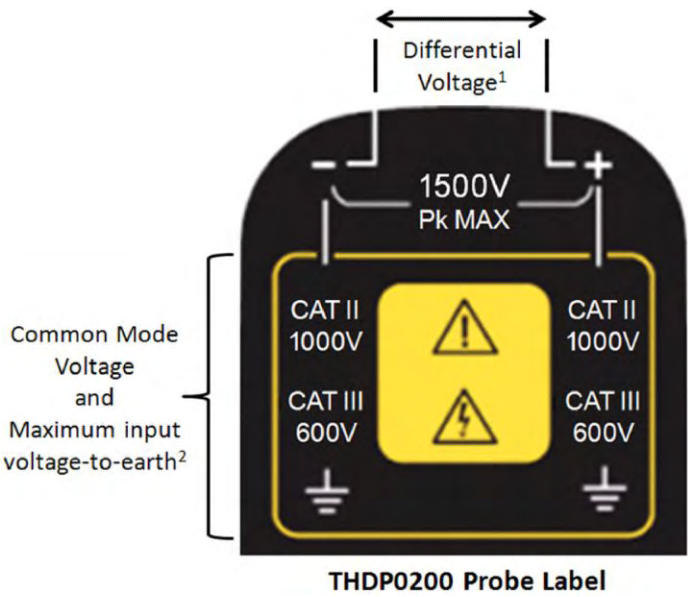 Differential
Voltage¹
- +
1500V
Pk MAX
CAT II
1000V
CAT III
600V
CAT II
1000V
CAT III
600V
Common Mode
Voltage
and
Maximum input
voltage-to-earth²
THDP0200 Probe Label